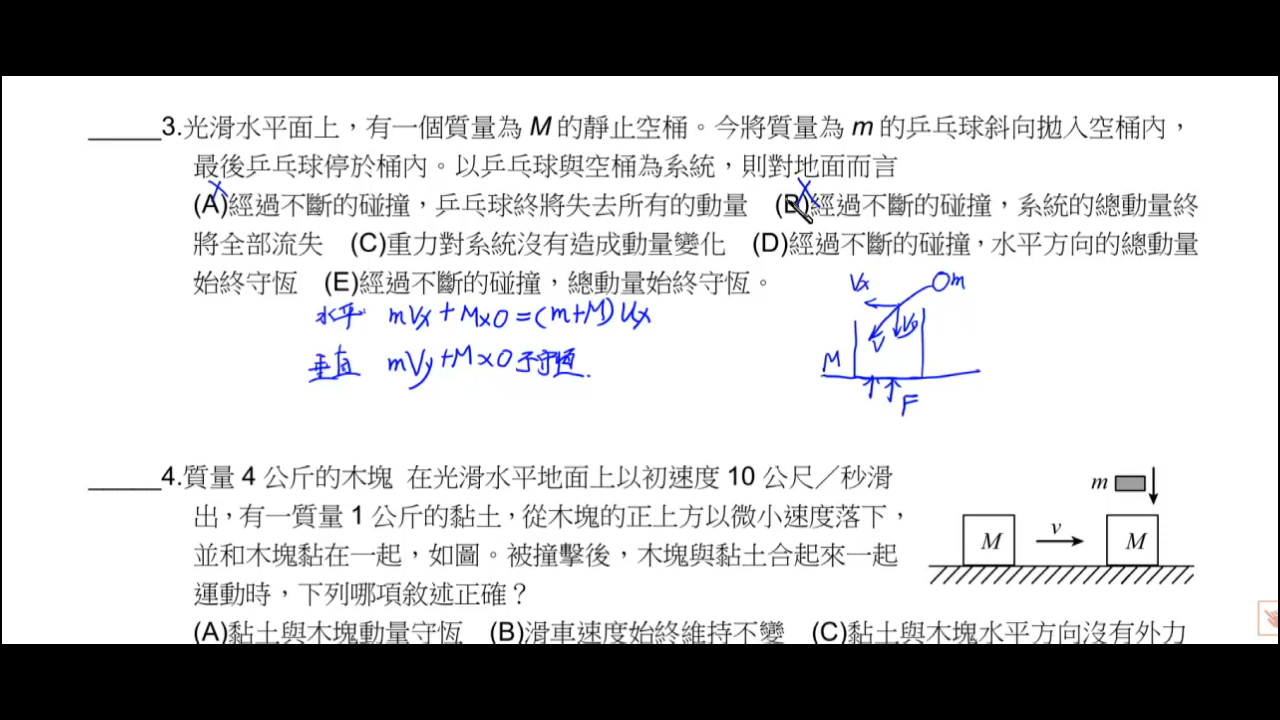 _____3.光滑水平面上，有一個質量為 M 的靜止空桶。今將質量為 m 的乒乓球斜向拋入空桶內，
最後乒乓球停於桶內。以乒乓球與空桶為系統，則對地面而言
(A)經過不斷的碰撞，乒乓球終將失去所有的動量 (B)經過不斷的碰撞，系統的總動量終
將全部流失 (C)重力對系統沒有造成動量變化 (D)經過不斷的碰撞，水平方向的總動量
始終守恆 (E)經過不斷的碰撞，總動量始終守恆。
Vx m
水平 mVx+M×0=(m+M)Ux
V Vy
M
垂直 mVy+M×0 不守恆.
F
_____4.質量 4 公斤的木塊 在光滑水平地面上以初速度 10 公尺／秒滑
出，有一質量 1 公斤的黏土，從木塊的正上方以微小速度落下，
並和木塊黏在一起，如圖。被撞擊後，木塊與黏土合起來一起
運動時，下列哪項敘述正確？
m
M v M
(A)黏土與木塊動量守恆 (B)滑車速度始終維持不變 (C)黏土與木塊水平方向沒有外力